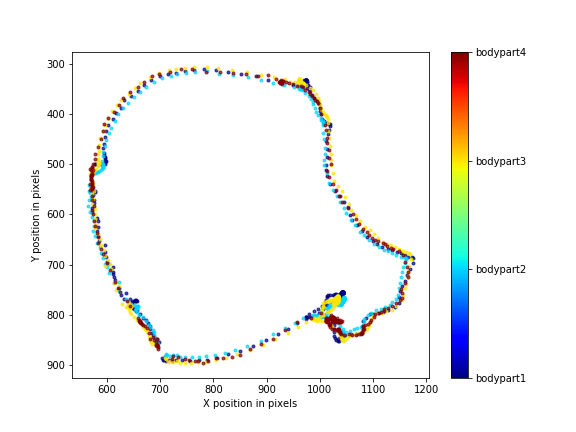 300
400
500
600
700
800
900
Y position in pixels
600 700 800 900 1000 1100 1200
X position in pixels
bodypart4
bodypart3
bodypart2
bodypart1